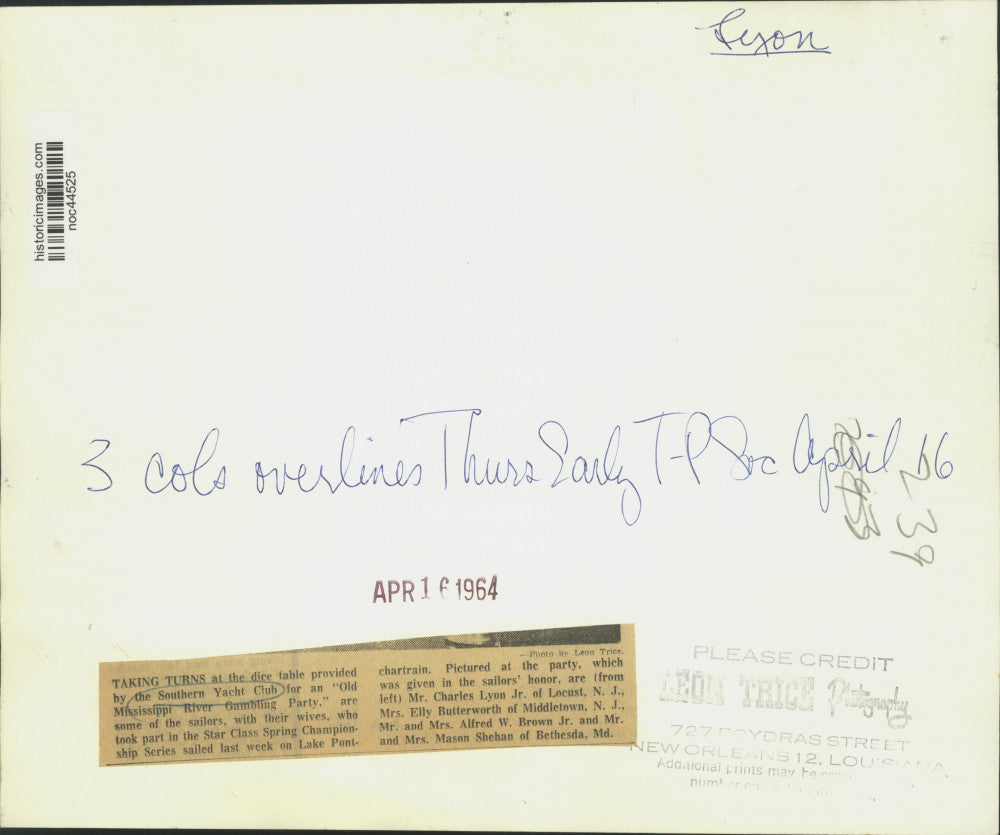 Lyon
historicimages.com
noc44525
3 cols overlines Thurs Early T-P Soc April 16
239
APR 16 1964
—Photo by Leon Trice.
TAKING TURNS at the dice table provided
by the Southern Yacht Club for an "Old
Mississippi River Gambling Party," are
some of the sailors, with their wives, who
took part in the Star Class Spring Champion-
ship Series sailed last week on Lake Pont-
chartrain. Pictured at the party, which
was given in the sailors' honor, are (from
left) Mr. Charles Lyon Jr. of Locust, N. J.,
Mrs. Elly Butterworth of Middletown, N. J.,
Mr. and Mrs. Alfred W. Brown Jr. and Mr.
and Mrs. Mason Shehan of Bethesda, Md.
PLEASE CREDIT
LEON TRICE Photography
727 POYDRAS STREET
NEW ORLEANS 12, LOUISIANA
Additional prints may be
number